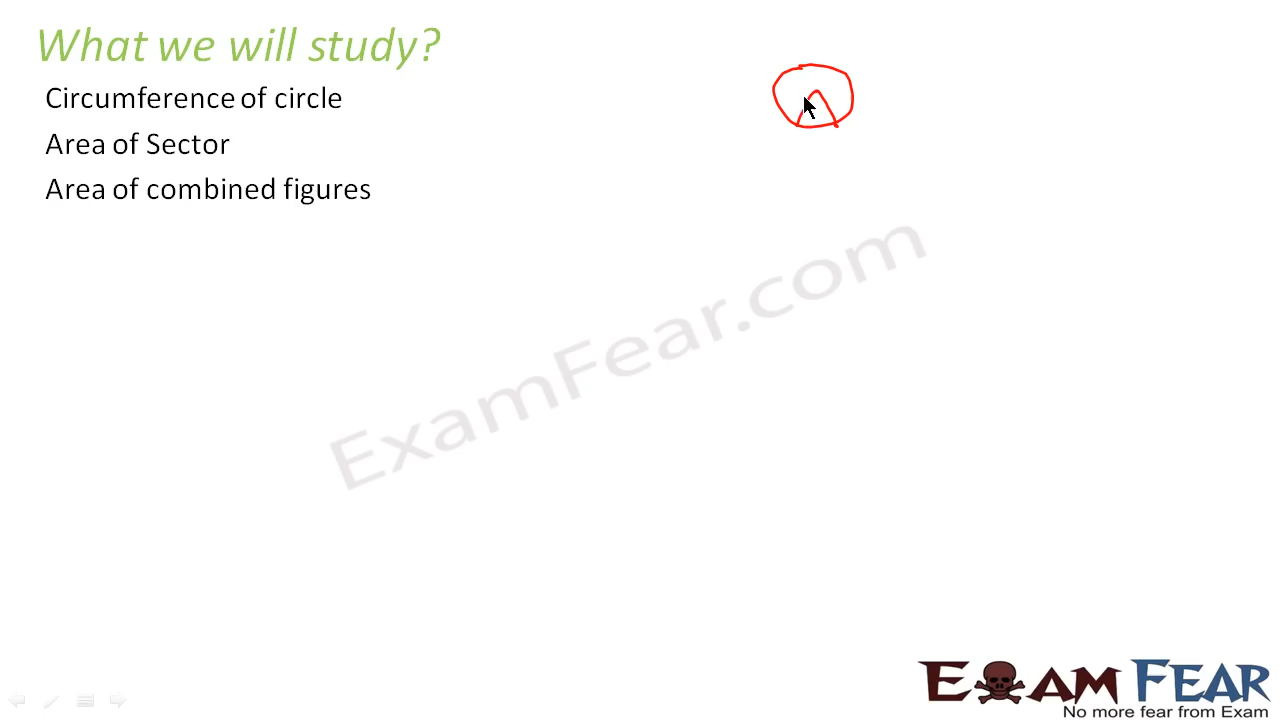 What we will study?
Circumference of circle
Area of Sector
Area of combined figures
ExamFear.com
EXAM FEAR
No more fear from Exam